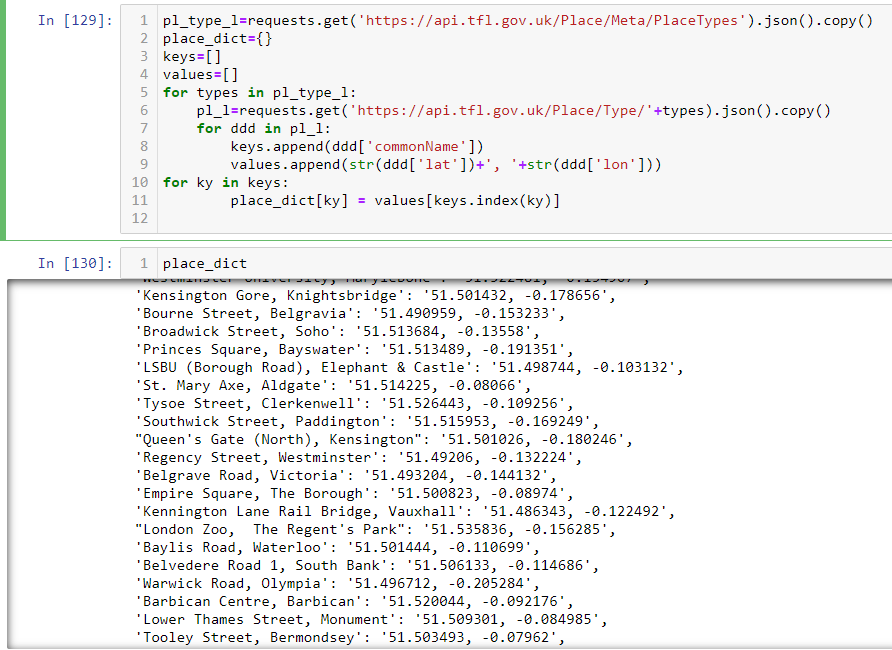 In [129]:
1 pl_type_l=requests.get('https://api.tfl.gov.uk/Place/Meta/PlaceTypes').json().copy()
2 place_dict={}
3 keys=[]
4 values=[]
5 for types in pl_type_l:
6     pl_l=requests.get('https://api.tfl.gov.uk/Place/Type/'+types).json().copy()
7     for ddd in pl_l:
8         keys.append(ddd['commonName'])
9         values.append(str(ddd['lat'])+', '+str(ddd['lon']))
10 for ky in keys:
11         place_dict[ky] = values[keys.index(ky)]
12
In [130]:
1 place_dict
'Kensington Gore, Knightsbridge': '51.501432, -0.178656',
'Bourne Street, Belgravia': '51.490959, -0.153233',
'Broadwick Street, Soho': '51.513684, -0.13558',
'Princes Square, Bayswater': '51.513489, -0.191351',
'LSBU (Borough Road), Elephant & Castle': '51.498744, -0.103132',
'St. Mary Axe, Aldgate': '51.514225, -0.08066',
'Tysoe Street, Clerkenwell': '51.526443, -0.109256',
'Southwick Street, Paddington': '51.515953, -0.169249',
"Queen's Gate (North), Kensington": '51.501026, -0.180246',
'Regency Street, Westminster': '51.49206, -0.132224',
'Belgrave Road, Victoria': '51.493204, -0.144132',
'Empire Square, The Borough': '51.500823, -0.08974',
'Kennington Lane Rail Bridge, Vauxhall': '51.486343, -0.122492',
"London Zoo,  The Regent's Park": '51.535836, -0.156285',
'Baylis Road, Waterloo': '51.501444, -0.110699',
'Belvedere Road 1, South Bank': '51.506133, -0.114686',
'Warwick Road, Olympia': '51.496712, -0.205284',
'Barbican Centre, Barbican': '51.520044, -0.092176',
'Lower Thames Street, Monument': '51.509301, -0.084985',
'Tooley Street, Bermondsey': '51.503493, -0.07962',